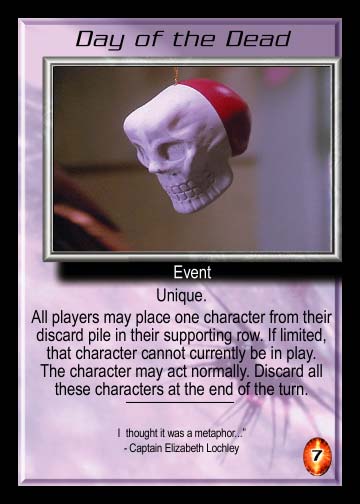 Day of the Dead
Event
Unique.
All players may place one character from their
discard pile in their supporting row. If limited,
that character cannot currently be in play.
The character may act normally. Discard all
these characters at the end of the turn.
I thought it was a metaphor..."
- Captain Elizabeth Lochley
7